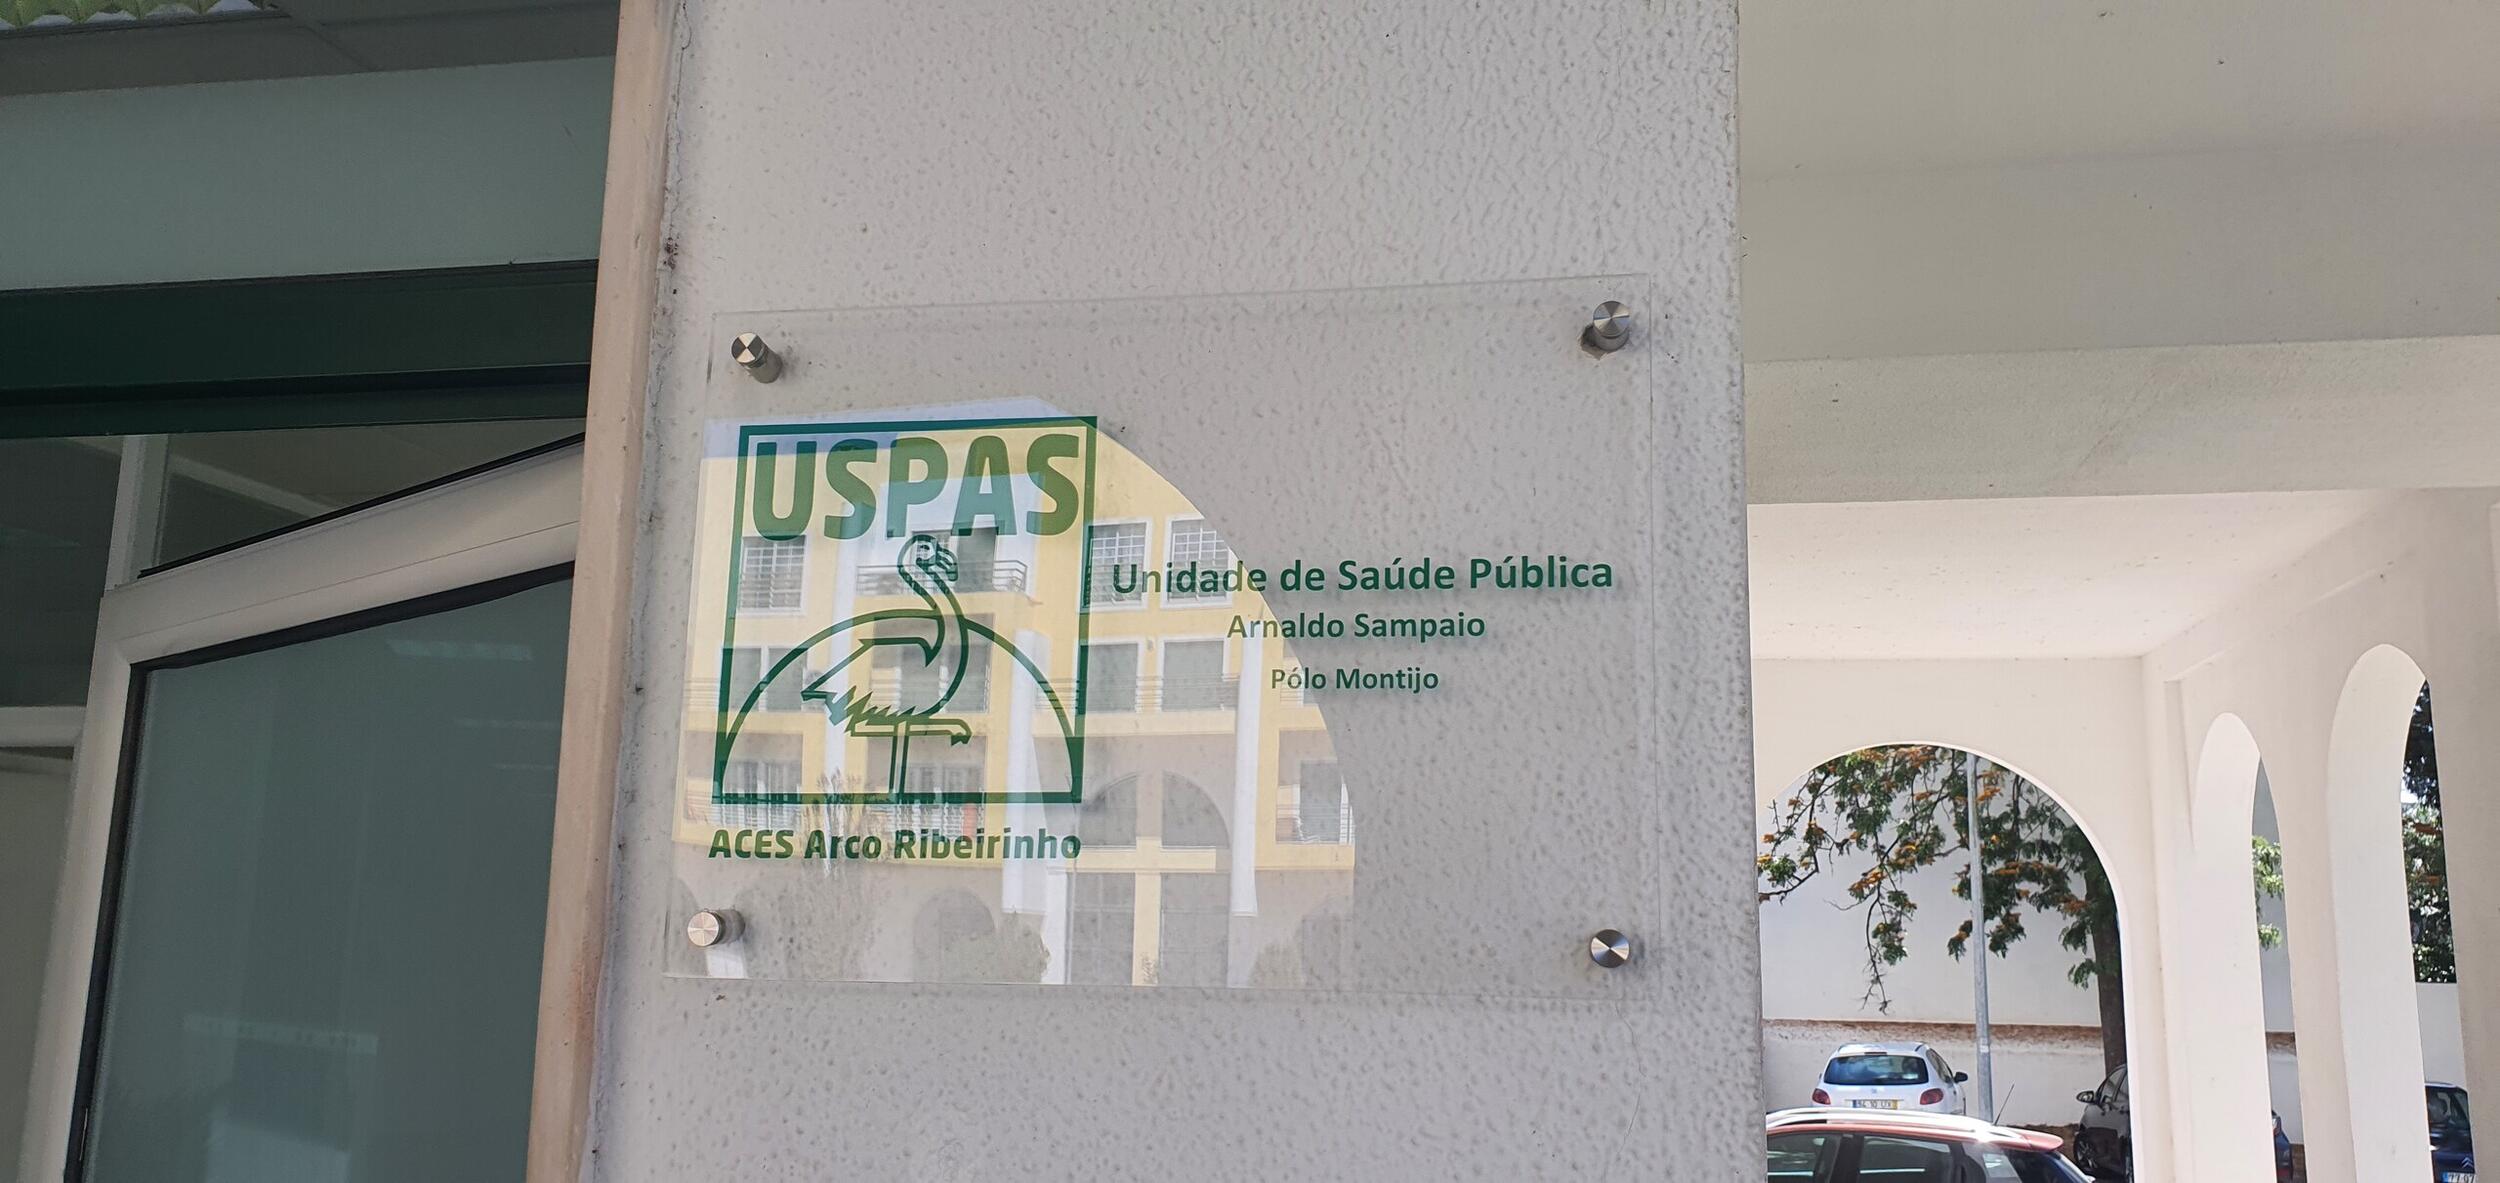 USPAS
ACES Arco Ribeirinho
Unidade de Saúde Pública
Arnaldo Sampaio
Pólo Montijo